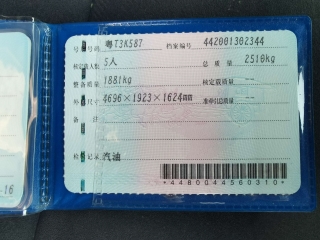 号牌号码 粤T3K587 档案编号 442001302344
核定载人数 5人 总质量 2510kg
整备质量 1881kg 核定载质量 --
外廓尺寸 4696×1923×1624mm 准牵引总质量 --
备注
检验记录 汽油
*4480044560310*
-16